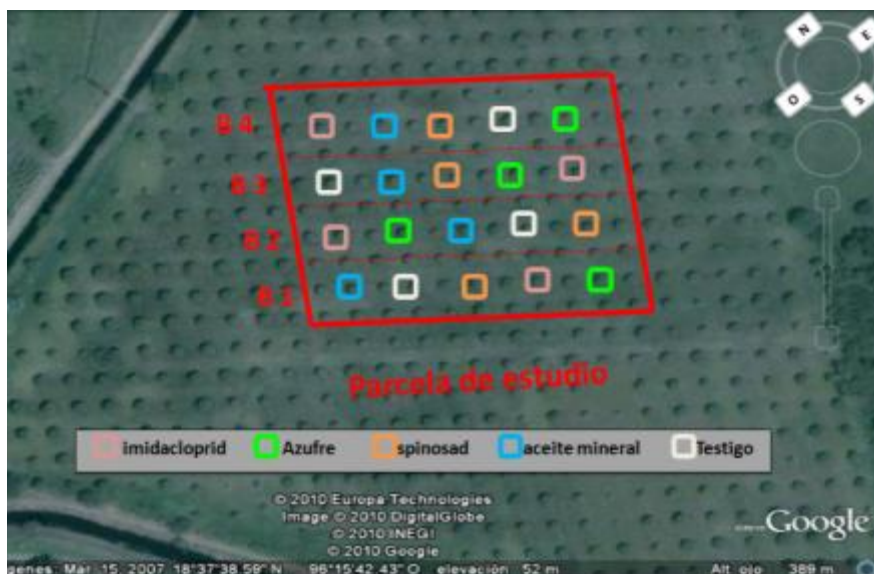 N
E
O
S
B 4
B 3
B 2
B 1
Parcela de estudio
imidacloprid Azufre spinosad aceite mineral Testigo
© 2010 Europa Technologies
Image © 2010 DigitalGlobe
© 2010 INEGI
© 2010 Google
Google
genes: Mar 15, 2007 18°37'38.59" N 96°15'42.43" O elevación 52 m Alt. ojo 389 m